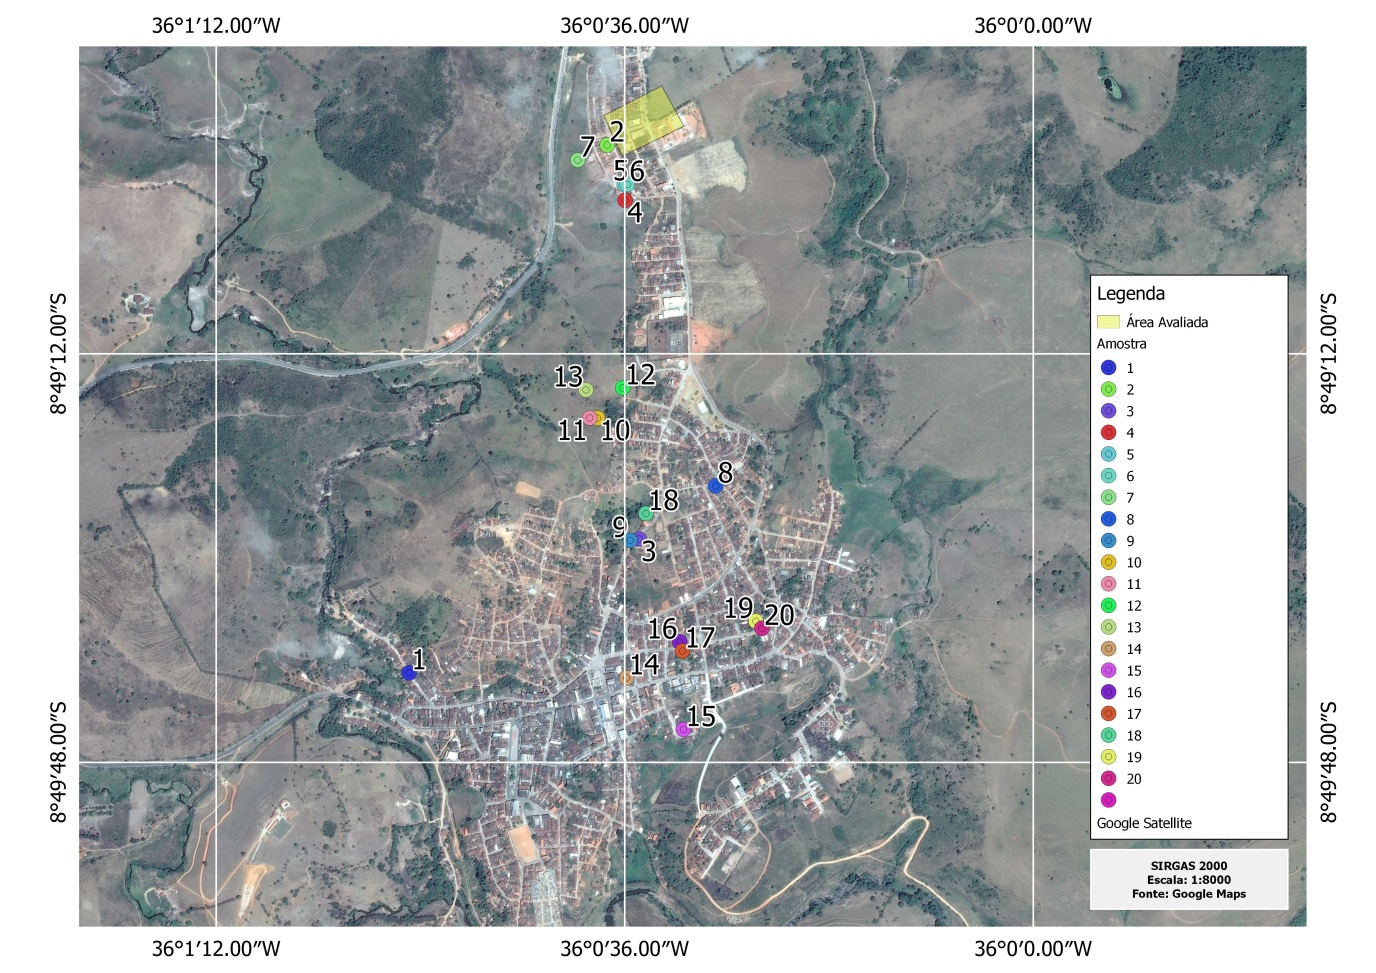 36°1′12.00″W
36°0′36.00″W
36°0′0.00″W
8°49′12.00″S
8°49′12.00″S
8°49′48.00″S
8°49′48.00″S
2
7
5
6
4
13
12
11
10
8
18
9
3
19
20
16
17
1
14
15
Legenda
Área Avaliada
Amostra
1
2
3
4
5
6
7
8
9
10
11
12
13
14
15
16
17
18
19
20
Google Satellite
SIRGAS 2000
Escala: 1:8000
Fonte: Google Maps
36°1′12.00″W
36°0′36.00″W
36°0′0.00″W